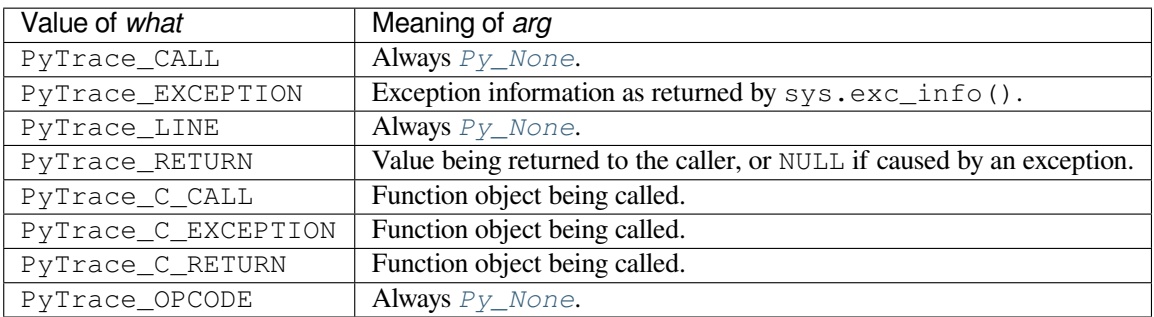 Value of what Meaning of arg
PyTrace_CALL Always Py_None.
PyTrace_EXCEPTION Exception information as returned by sys.exc_info().
PyTrace_LINE Always Py_None.
PyTrace_RETURN Value being returned to the caller, or NULL if caused by an exception.
PyTrace_C_CALL Function object being called.
PyTrace_C_EXCEPTION Function object being called.
PyTrace_C_RETURN Function object being called.
PyTrace_OPCODE Always Py_None.